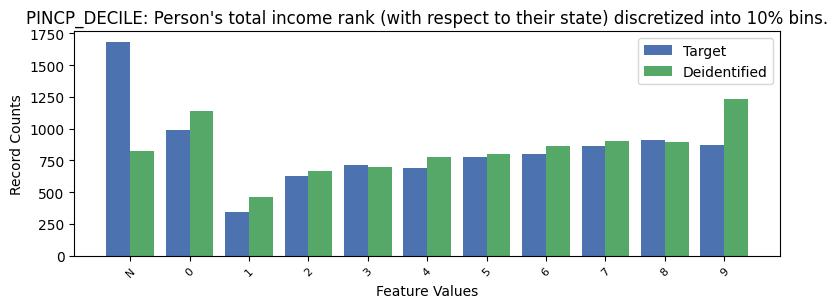 PINCP_DECILE: Person's total income rank (with respect to their state) discretized into 10% bins.
1750
1500
1250
1000
750
500
250
0
Record Counts
Target
Deidentified
N 0 1 2 3 4 5 6 7 8 9
Feature Values